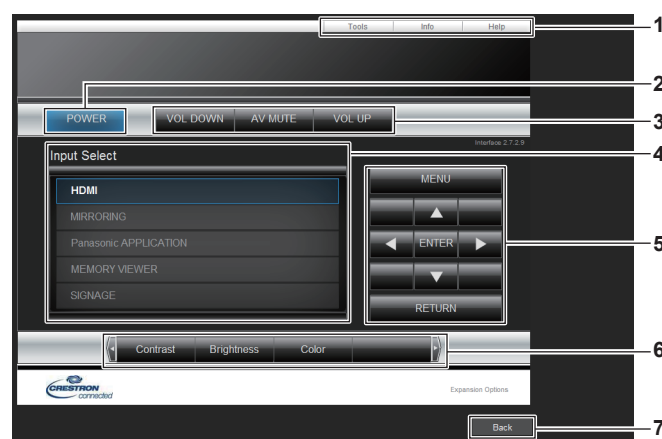 Tools Info Help 1
2
POWER VOL DOWN AV MUTE VOL UP 3
Interface 2.7.2.9
Input Select 4
HDMI
MIRRORING
Panasonic APPLICATION
MEMORY VIEWER
SIGNAGE
MENU
ENTER 5
RETURN
Contrast Brightness Color 6
CRESTRON
connected
Expansion Options
Back 7